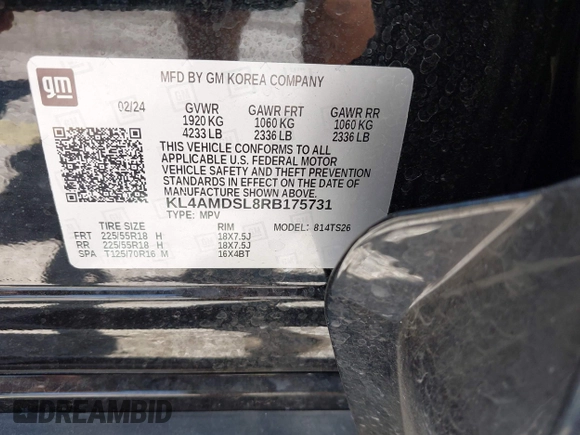 gm
MFD BY GM KOREA COMPANY
02/24 GVWR GAWR FRT GAWR RR
1920 KG 1060 KG 1060 KG
4233 LB 2336 LB 2336 LB
THIS VEHICLE CONFORMS TO ALL
APPLICABLE U.S. FEDERAL MOTOR
VEHICLE SAFETY AND THEFT PREVENTION
STANDARDS IN EFFECT ON THE DATE OF
MANUFACTURE SHOWN ABOVE.
KL4AMDSL8RB175731
TYPE: MPV MODEL: 814TS26
TIRE SIZE RIM
FRT 225/55R18 H 18X7.5J
RR 225/55R18 H 18X7.5J
SPA T125/70R16 M 16X4BT
DREAMBID